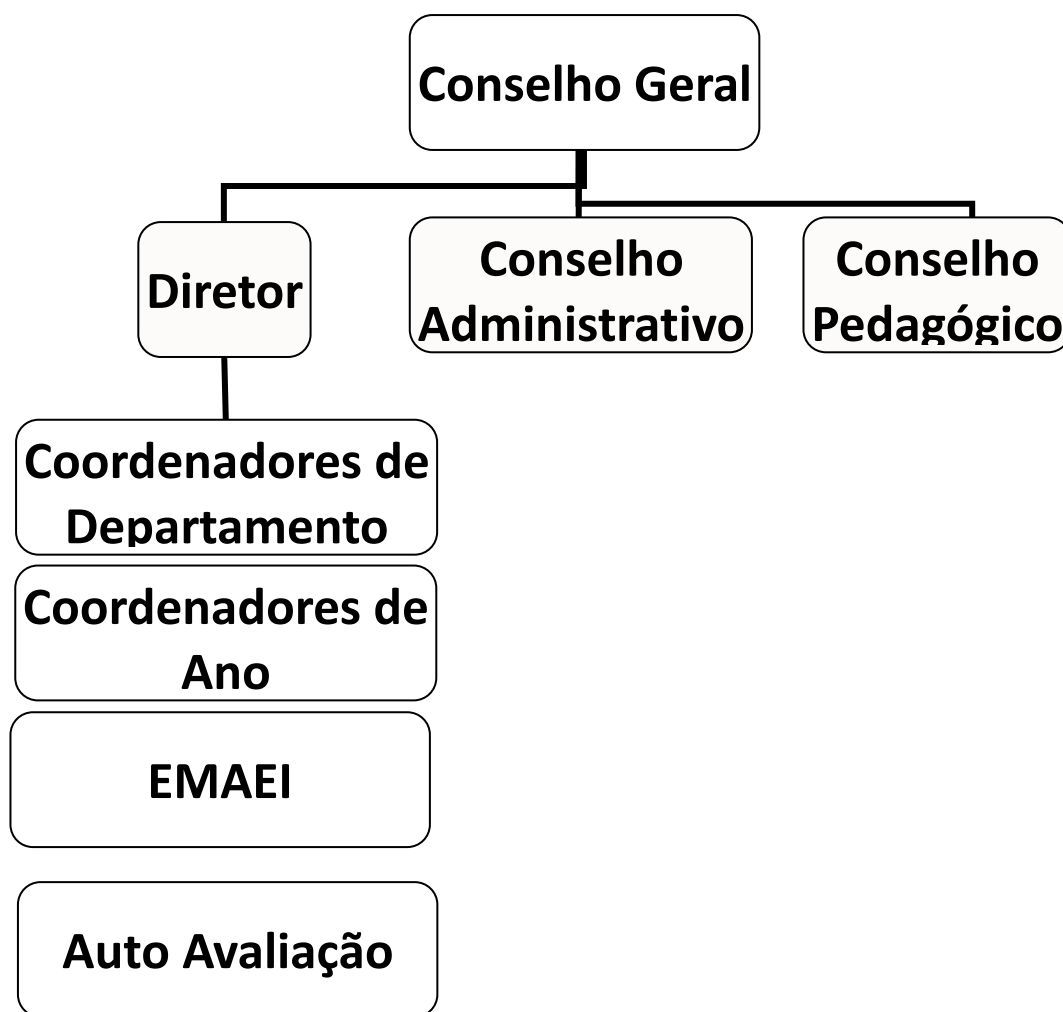 Conselho Geral
Diretor
Conselho
Administrativo
Conselho
Pedagógico
Coordenadores de
Departamento
Coordenadores de
Ano
EMAEI
Auto Avaliação